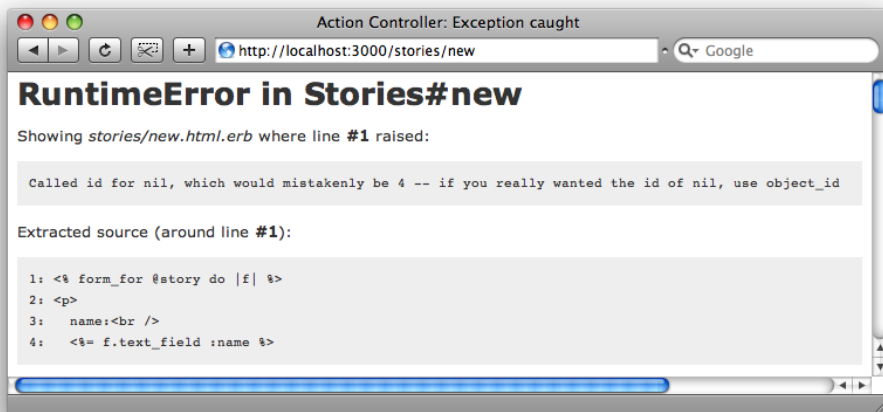 Action Controller: Exception caught
http://localhost:3000/stories/new
Google
RuntimeError in Stories#new
Showing stories/new.html.erb where line #1 raised:
Called id for nil, which would mistakenly be 4 -- if you really wanted the id of nil, use object_id
Extracted source (around line #1):
1: <% form_for @story do |f| %>
2: <p>
3:   name:<br />
4:   <%= f.text_field :name %>